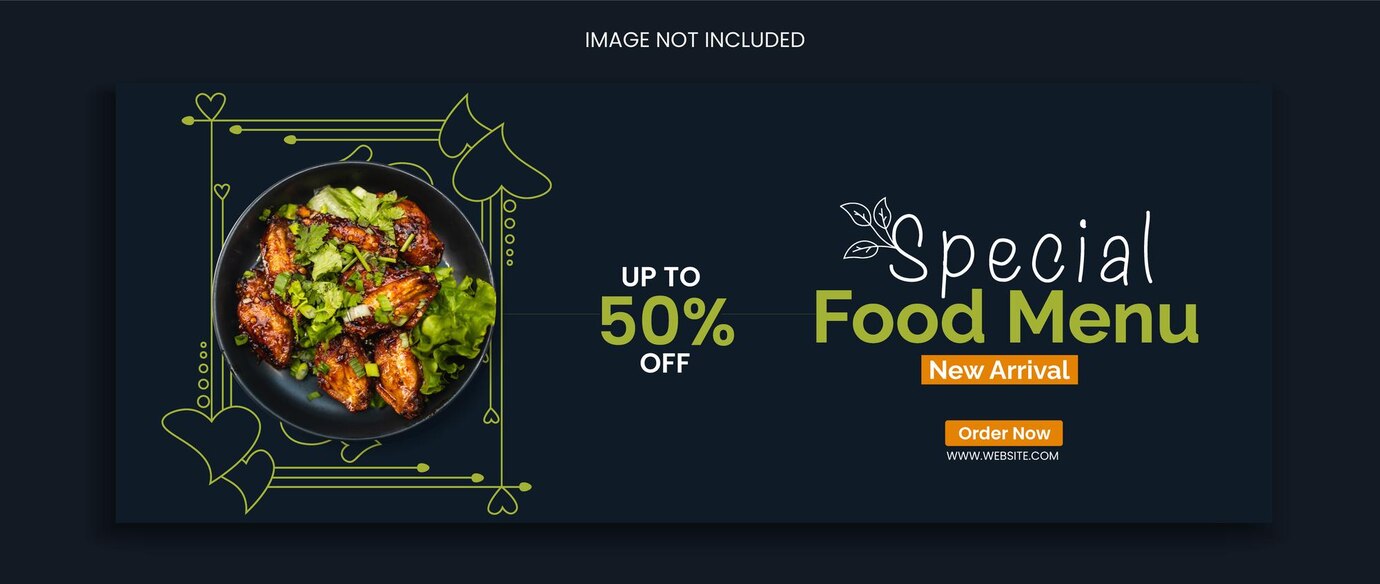 IMAGE NOT INCLUDED
UP TO
50%
OFF
Special
Food Menu
New Arrival
Order Now
WWW.WEBSITE.COM